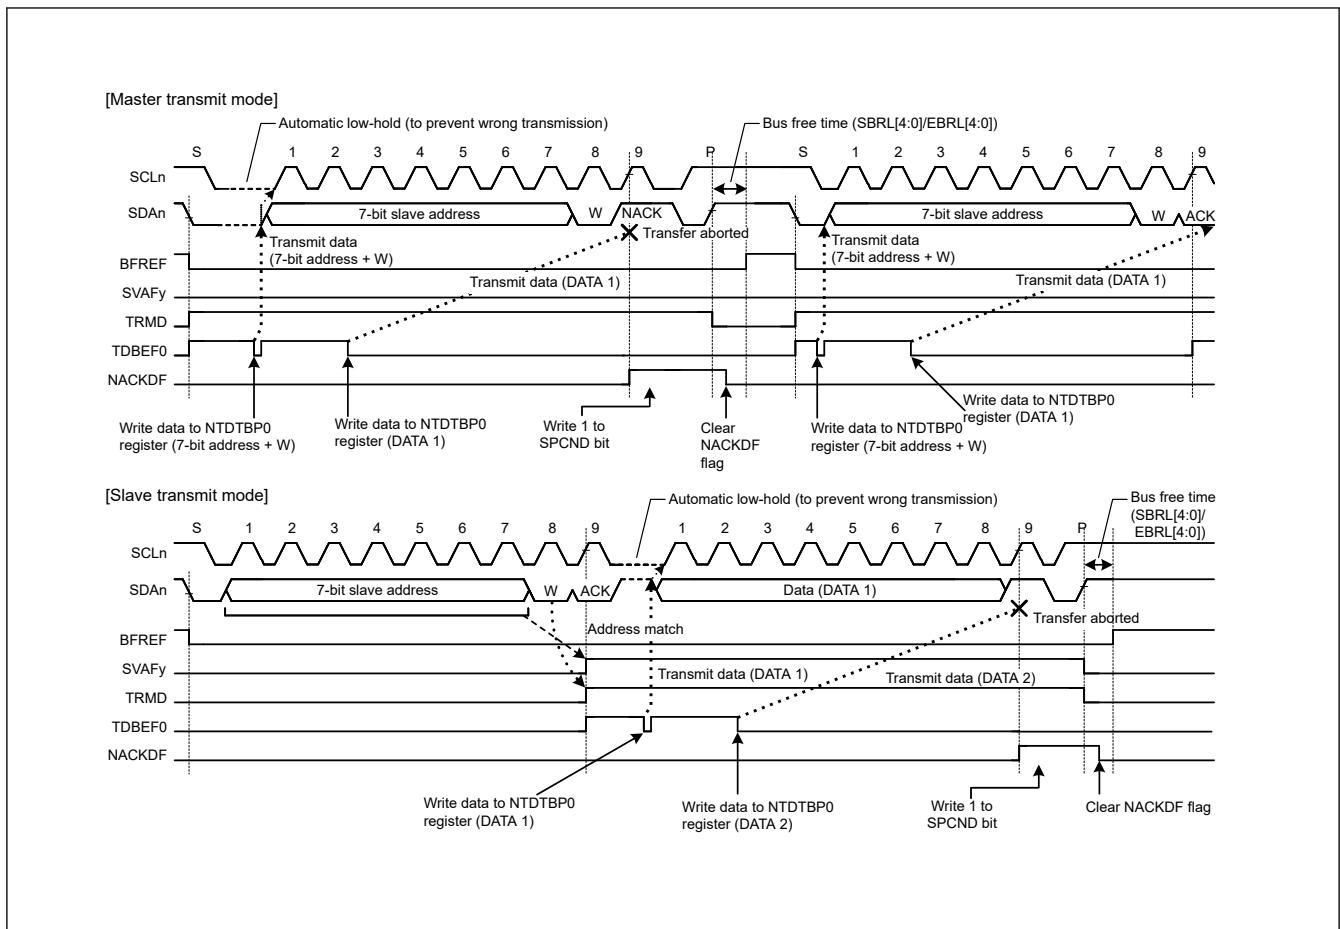 [Master transmit mode]
Automatic low-hold (to prevent wrong transmission)
Bus free time (SBRL[4:0]/EBRL[4:0])
S 1 2 3 4 5 6 7 8 9 P S 1 2 3 4 5 6 7 8 9
SCLn
SDAn 7-bit slave address W NACK 7-bit slave address W ACK
Transfer aborted
Transmit data
(7-bit address + W)
Transmit data
(7-bit address + W)
BFREF
Transmit data (DATA 1)
Transmit data (DATA 1)
SVAFy
TRMD
TDBEF0
NACKDF
Write data to NTDTBP0
register (7-bit address + W)
Write data to NTDTBP0
register (DATA 1)
Write 1 to
SPCND bit
Clear
NACKDF
flag
Write data to NTDTBP0
register (7-bit address + W)
Write data to NTDTBP0
register (DATA 1)
[Slave transmit mode]
Automatic low-hold (to prevent wrong transmission)
Bus free time
(SBRL[4:0]/
EBRL[4:0])
S 1 2 3 4 5 6 7 8 9 1 2 3 4 5 6 7 8 9 P
SCLn
SDAn 7-bit slave address W ACK Data (DATA 1)
Transfer aborted
Address match
BFREF
SVAFy
Transmit data (DATA 1)
Transmit data (DATA 2)
TRMD
TDBEF0
NACKDF
Write data to NTDTBP0
register (DATA 1)
Write data to NTDTBP0
register (DATA 2)
Write 1 to
SPCND bit
Clear NACKDF flag